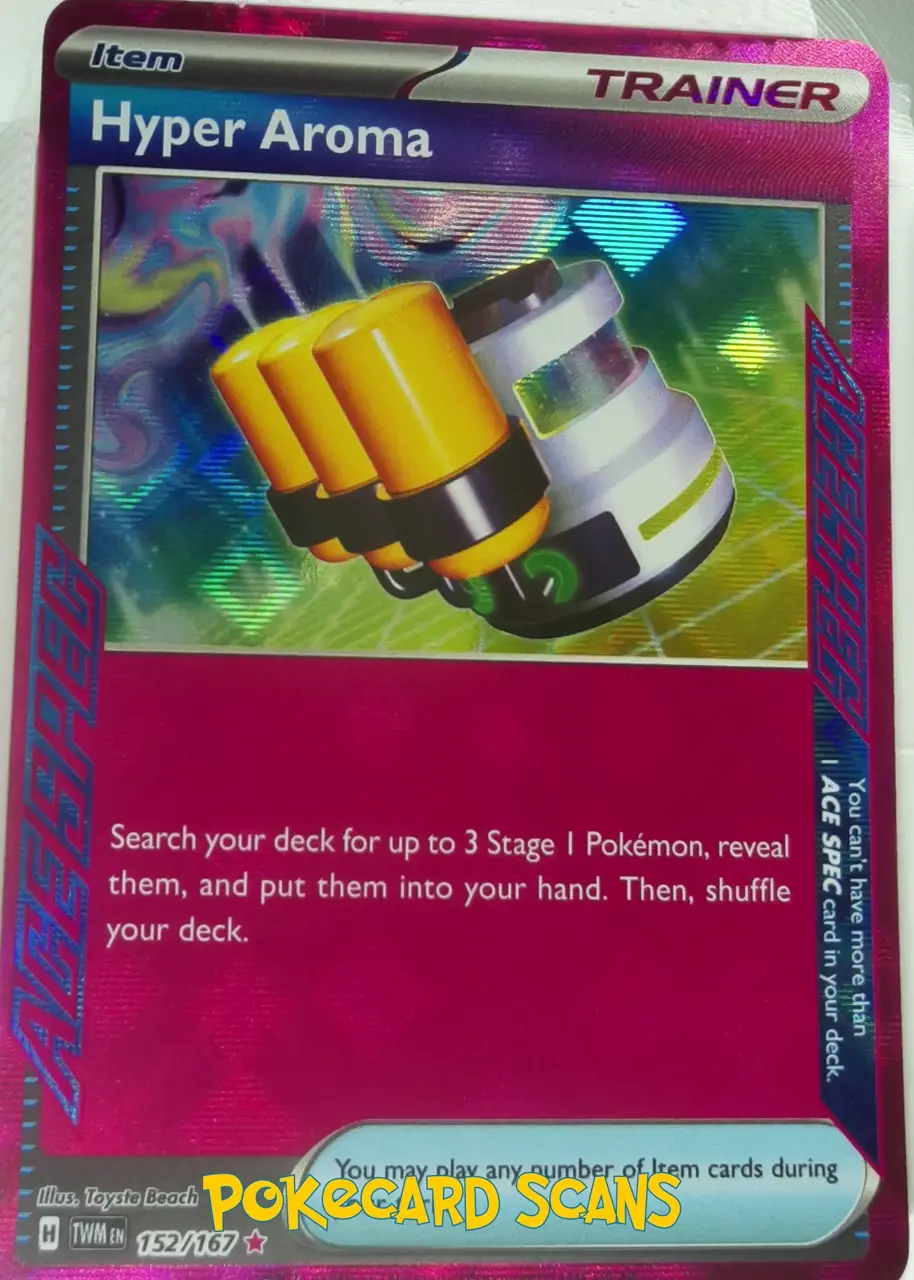 Item
TRAINER
Hyper Aroma
ACE SPEC
ACE SPEC
You can't have more than
1 ACE SPEC card in your deck.
Search your deck for up to 3 Stage 1 Pokémon, reveal
them, and put them into your hand. Then, shuffle
your deck.
You may play any number of Item cards during
Illus. Toyste Beach
POKECARD SCANS
H TWM EN 152/167